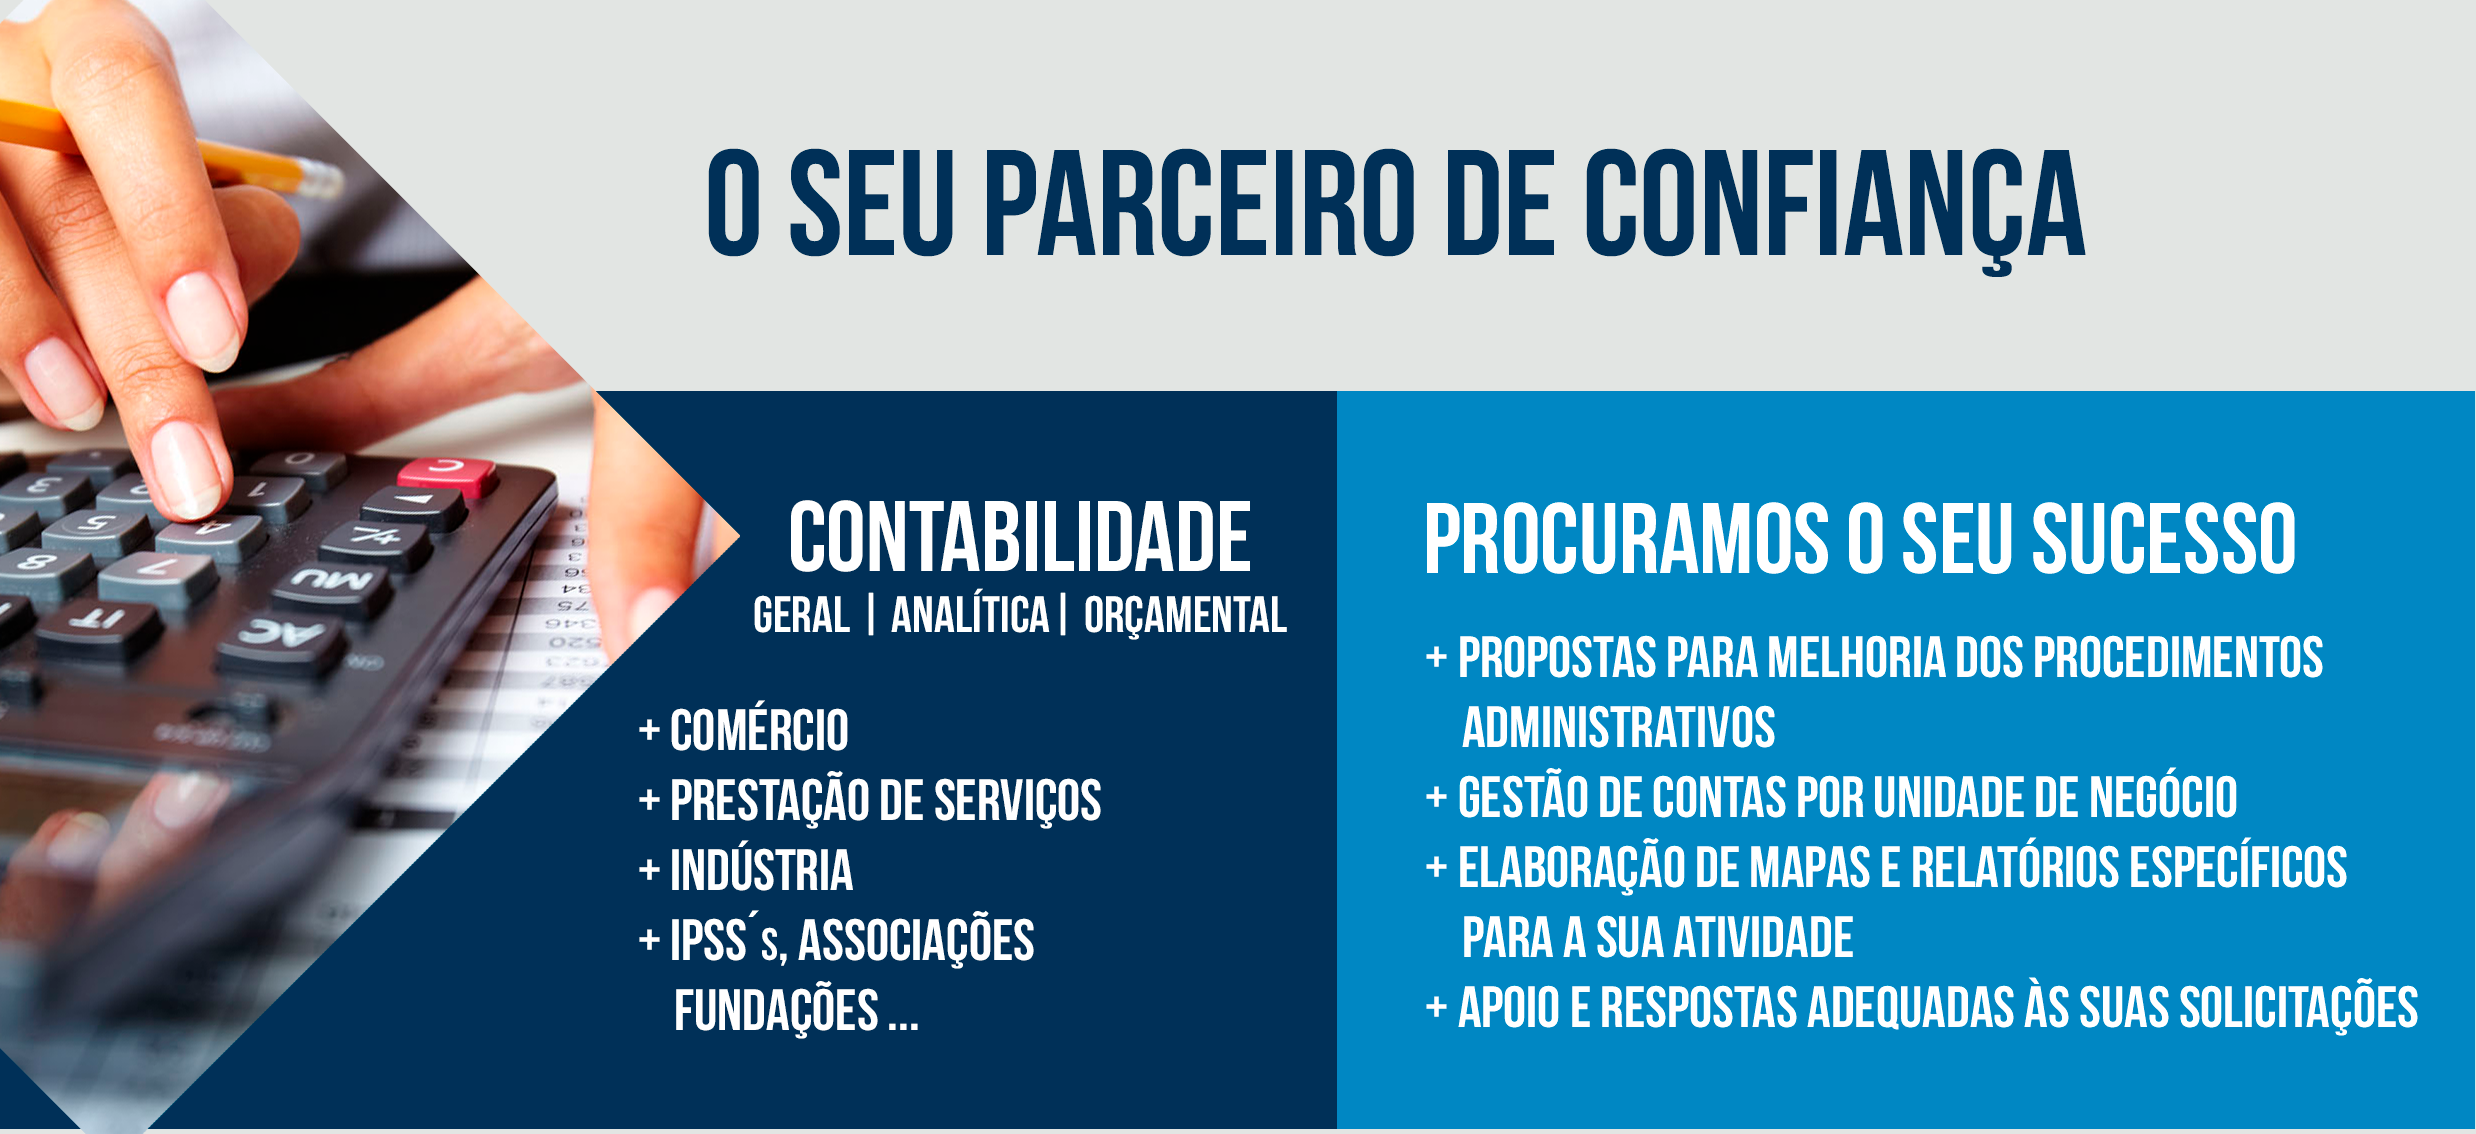 O SEU PARCEIRO DE CONFIANÇA
CONTABILIDADE
GERAL | ANALÍTICA | ORÇAMENTAL
+ COMÉRCIO
+ PRESTAÇÃO DE SERVIÇOS
+ INDÚSTRIA
+ IPSS´s, ASSOCIAÇÕES
FUNDAÇÕES ...
PROCURAMOS O SEU SUCESSO
+ PROPOSTAS PARA MELHORIA DOS PROCEDIMENTOS
ADMINISTRATIVOS
+ GESTÃO DE CONTAS POR UNIDADE DE NEGÓCIO
+ ELABORAÇÃO DE MAPAS E RELATÓRIOS ESPECÍFICOS
PARA A SUA ATIVIDADE
+ APOIO E RESPOSTAS ADEQUADAS ÀS SUAS SOLICITAÇÕES